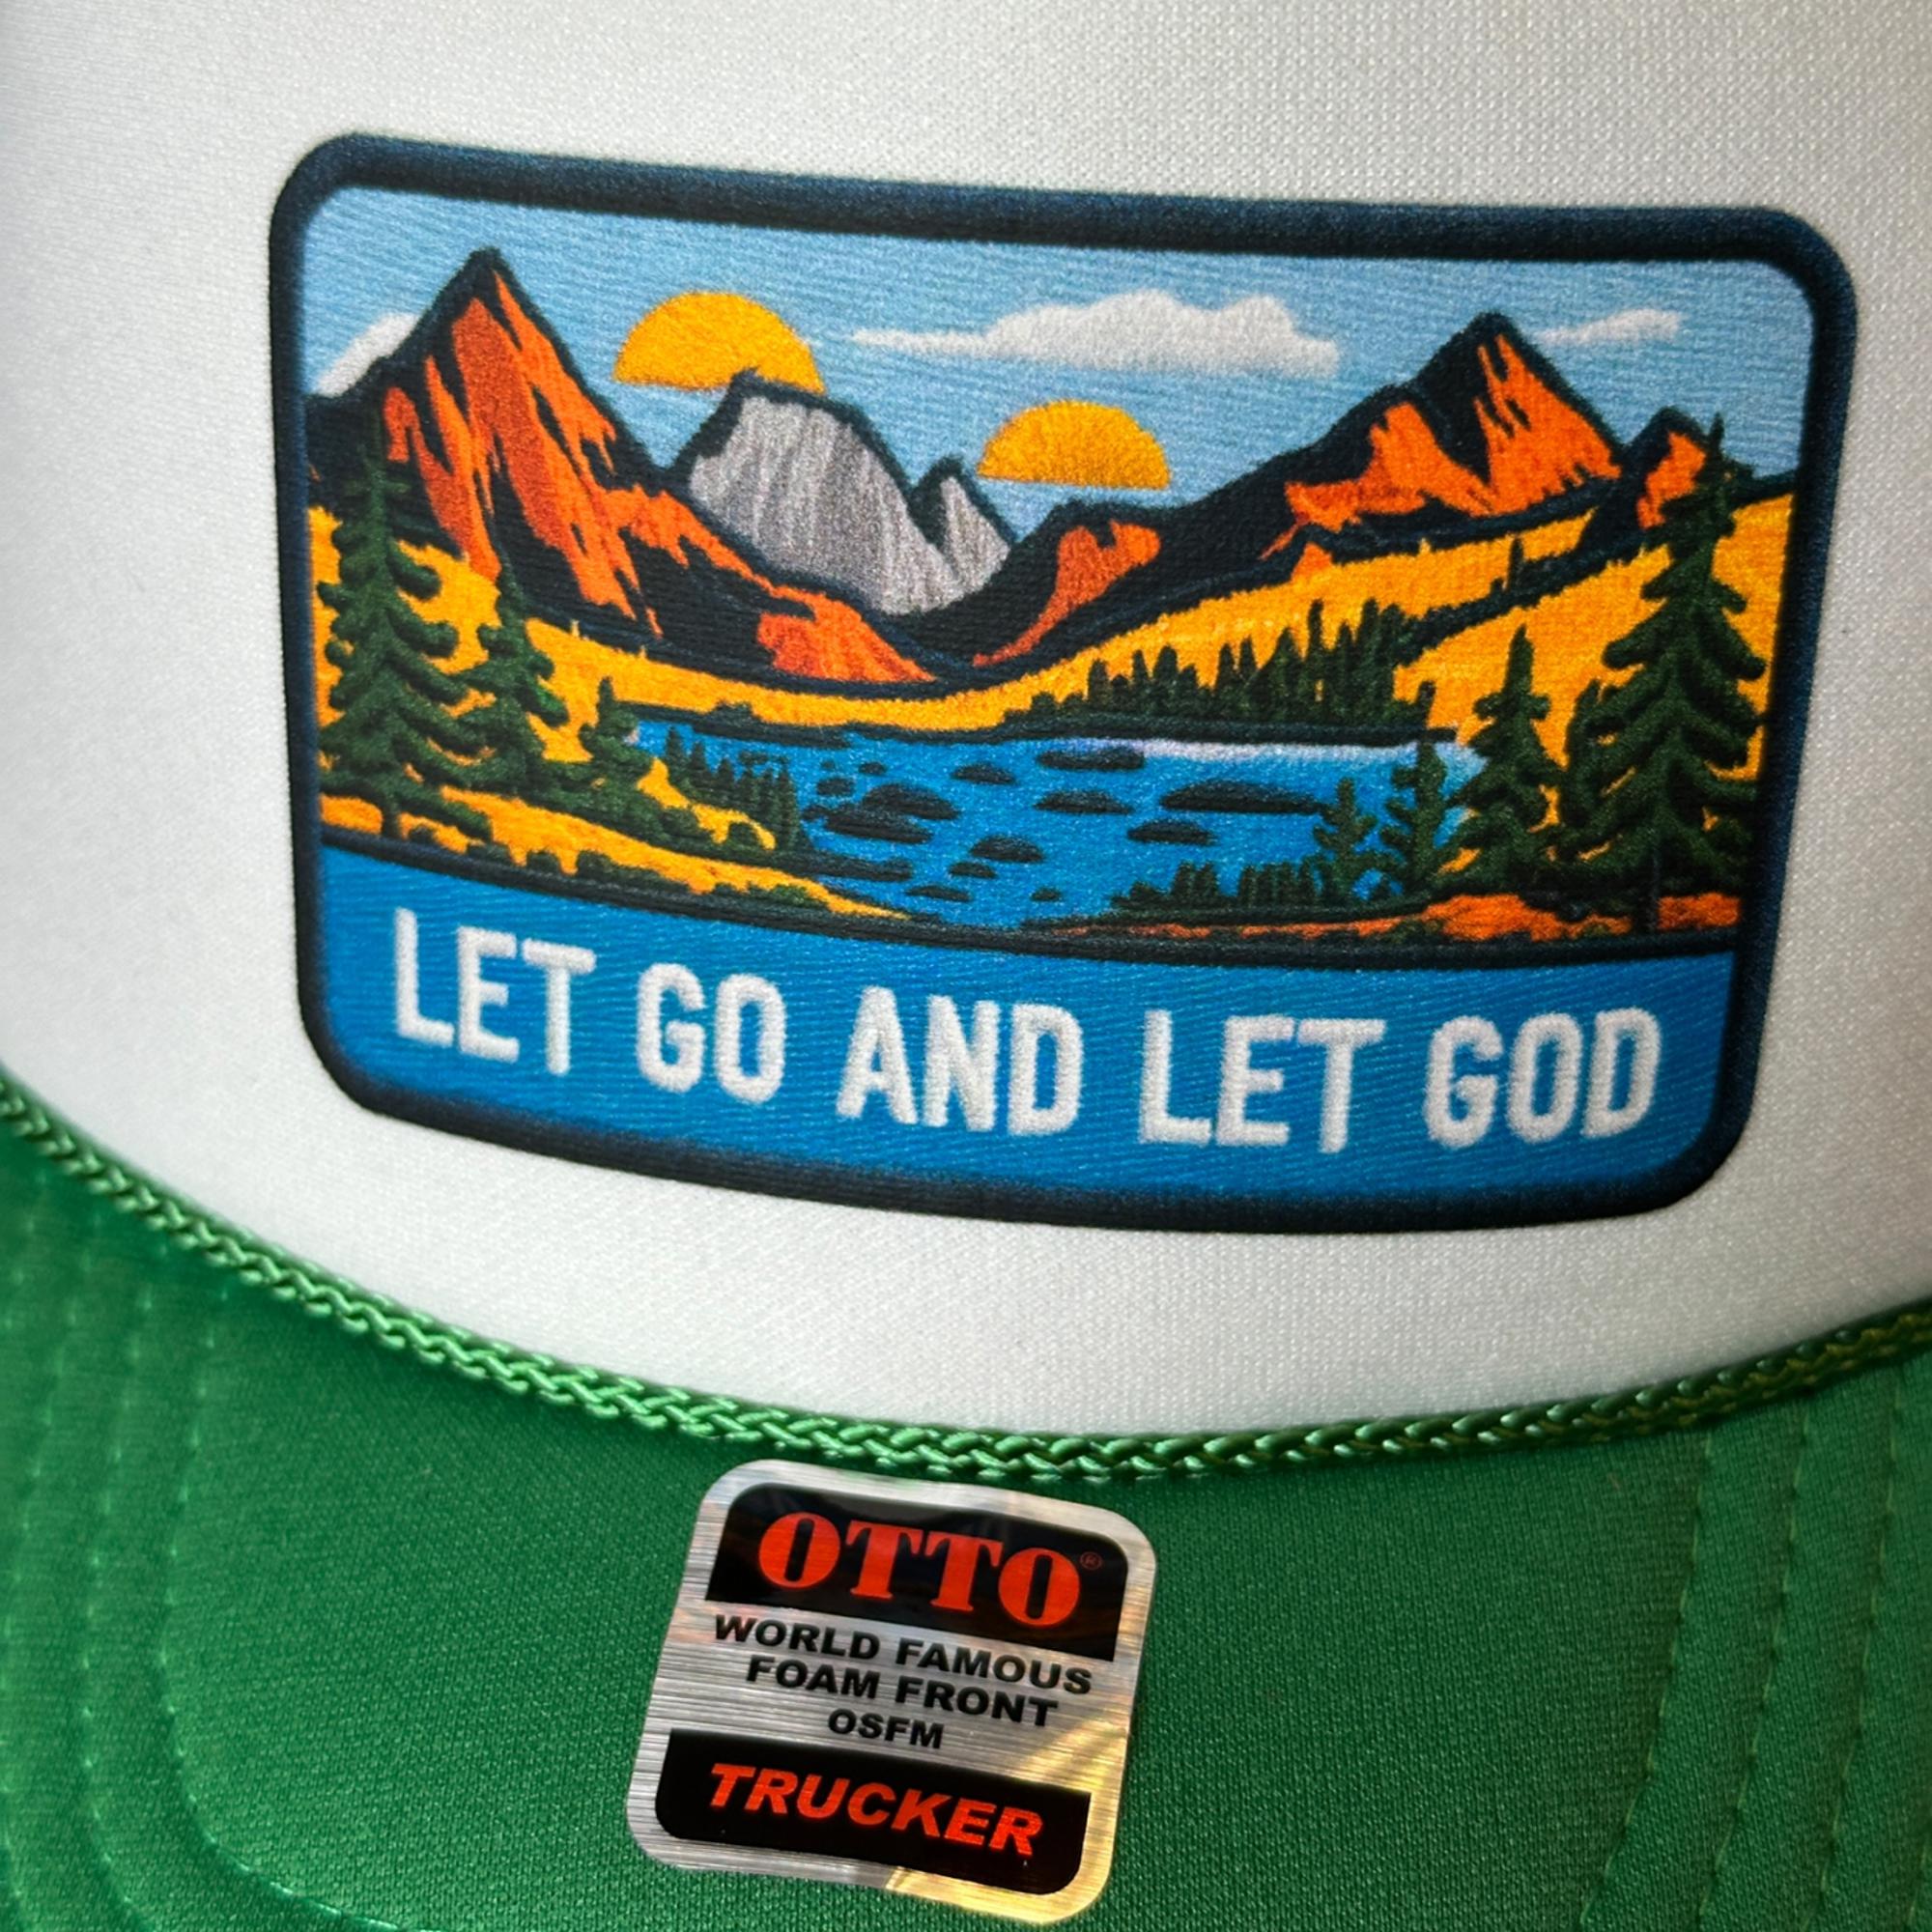 LET GO AND LET GOD
OTTO®
WORLD FAMOUS
FOAM FRONT
OSFM
TRUCKER